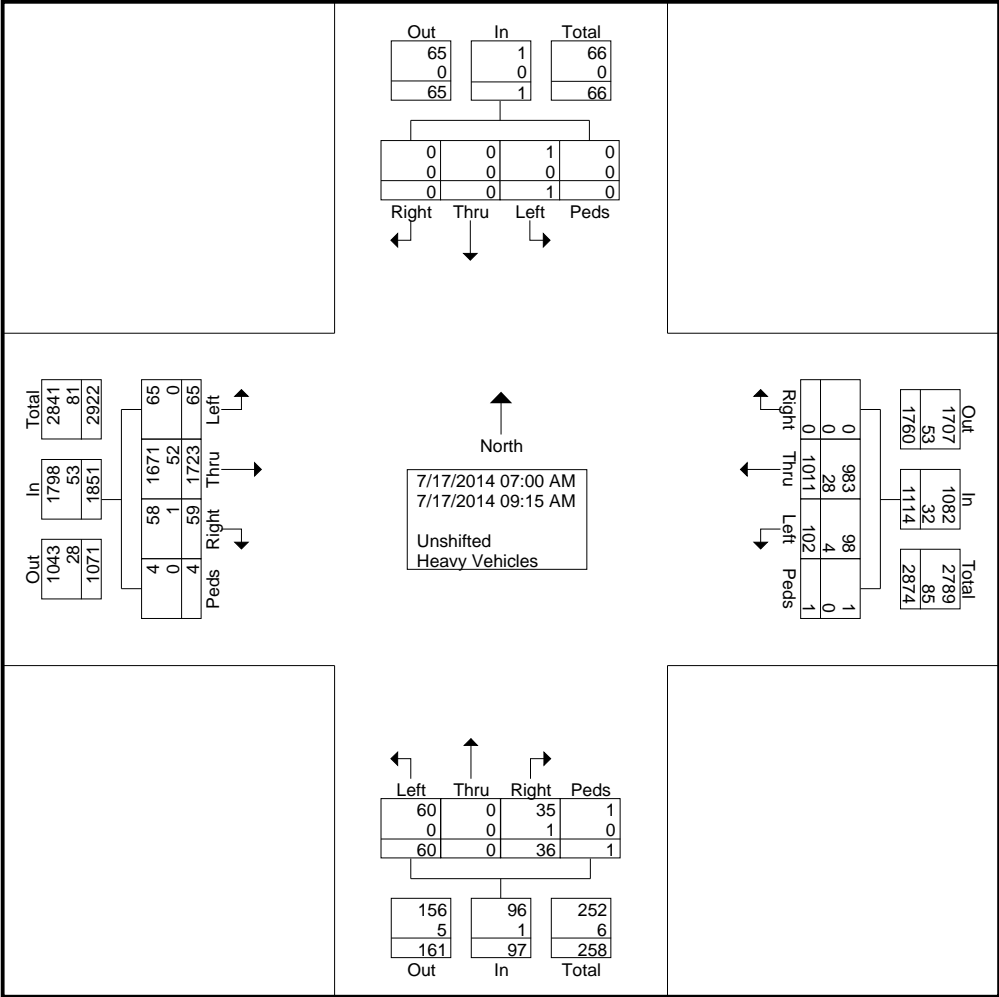 Out In Total
65 1 66
0 0 0
65 1 66
0 0 1 0
0 0 0 0
0 0 1 0
Right Thru Left Peds
Total
2841
81
2922
In
1798
53
1851
Out
1043
28
1071
65 0 65 Left
1671 52 1723 Thru
58 1 59 Right
4 0 4 Peds
North
7/17/2014 07:00 AM
7/17/2014 09:15 AM
Unshifted
Heavy Vehicles
Right 0 0 0
Thru 1011 28 983
Left 102 4 98
Peds 1 0 1
Out
1707
53
1760
In
1082
32
1114
Total
2789
85
2874
Left Thru Right Peds
60 0 35 1
0 0 1 0
60 0 36 1
156 96 252
5 1 6
161 97 258
Out In Total